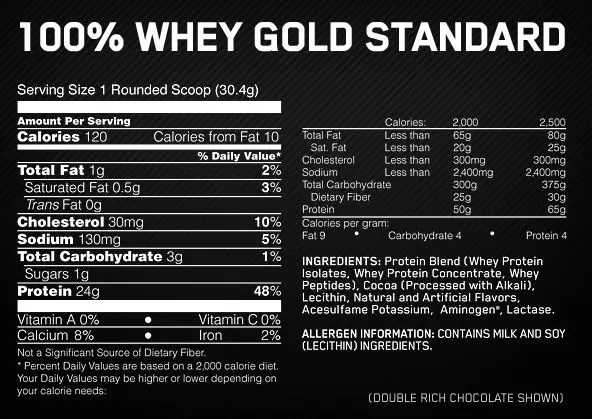 100% WHEY GOLD STANDARD
Serving Size 1 Rounded Scoop (30.4g)
Amount Per Serving
Calories 120 Calories from Fat 10
% Daily Value*
Total Fat 1g 2%
Saturated Fat 0.5g 3%
Trans Fat 0g
Cholesterol 30mg 10%
Sodium 130mg 5%
Total Carbohydrate 3g 1%
Sugars 1g
Protein 24g 48%
Vitamin A 0% • Vitamin C 0%
Calcium 8% • Iron 2%
Not a Significant Source of Dietary Fiber.
* Percent Daily Values are based on a 2,000 calorie diet.
Your Daily Values may be higher or lower depending on
your calorie needs:
Calories: 2,000 2,500
Total Fat Less than 65g 80g
Sat. Fat Less than 20g 25g
Cholesterol Less than 300mg 300mg
Sodium Less than 2,400mg 2,400mg
Total Carbohydrate 300g 375g
Dietary Fiber 25g 30g
Protein 50g 65g
Calories per gram:
Fat 9 • Carbohydrate 4 • Protein 4
INGREDIENTS: Protein Blend (Whey Protein
Isolates, Whey Protein Concentrate, Whey
Peptides), Cocoa (Processed with Alkali),
Lecithin, Natural and Artificial Flavors,
Acesulfame Potassium, Aminogen®, Lactase.
ALLERGEN INFORMATION: CONTAINS MILK AND SOY
(LECITHIN) INGREDIENTS.
(DOUBLE RICH CHOCOLATE SHOWN)